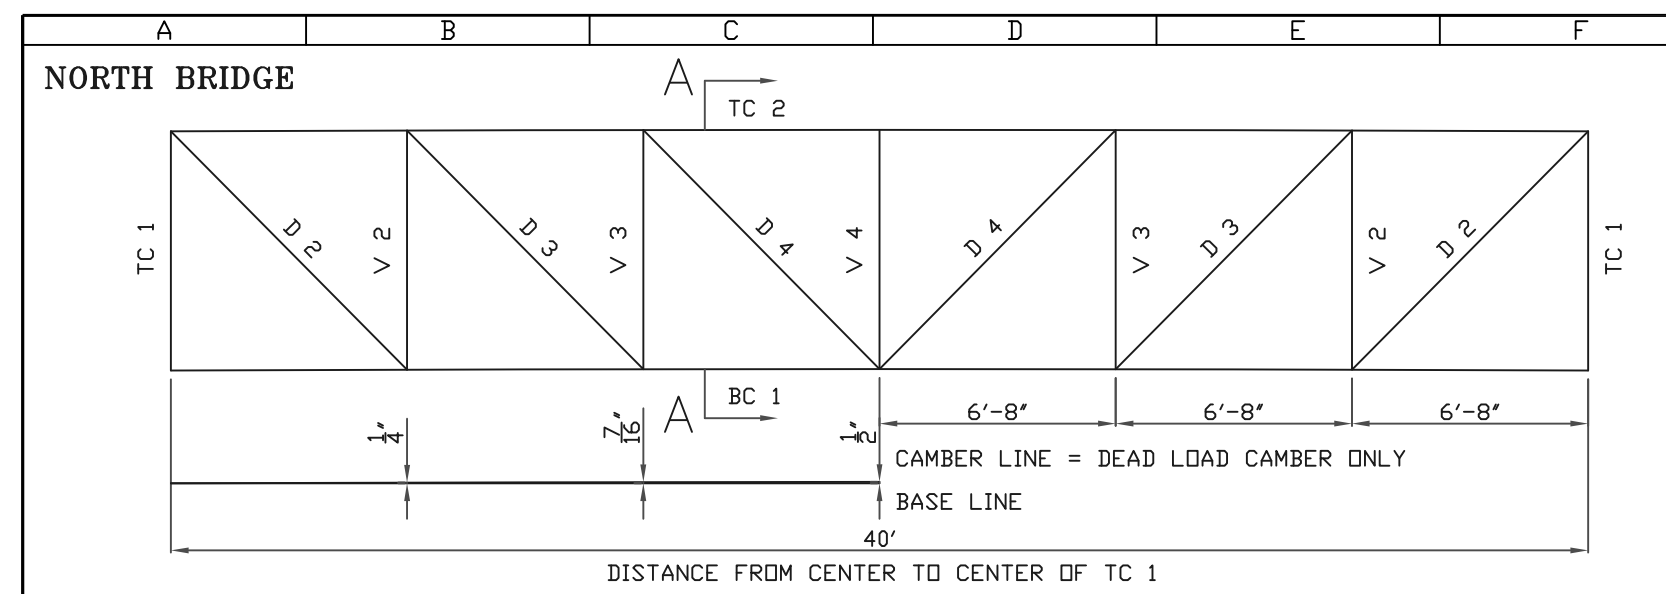 A B C D E F
NORTH BRIDGE
A
TC 2
TC 1 D 2 V 2 D 3 V 3 D 4 V 4 D 4 V 3 D 3 V 2 D 2 TC 1
BC 1
A
1/4" 7/16" 1/2" 6'-8" 6'-8" 6'-8"
CAMBER LINE = DEAD LOAD CAMBER ONLY
BASE LINE
40'
DISTANCE FROM CENTER TO CENTER OF TC 1